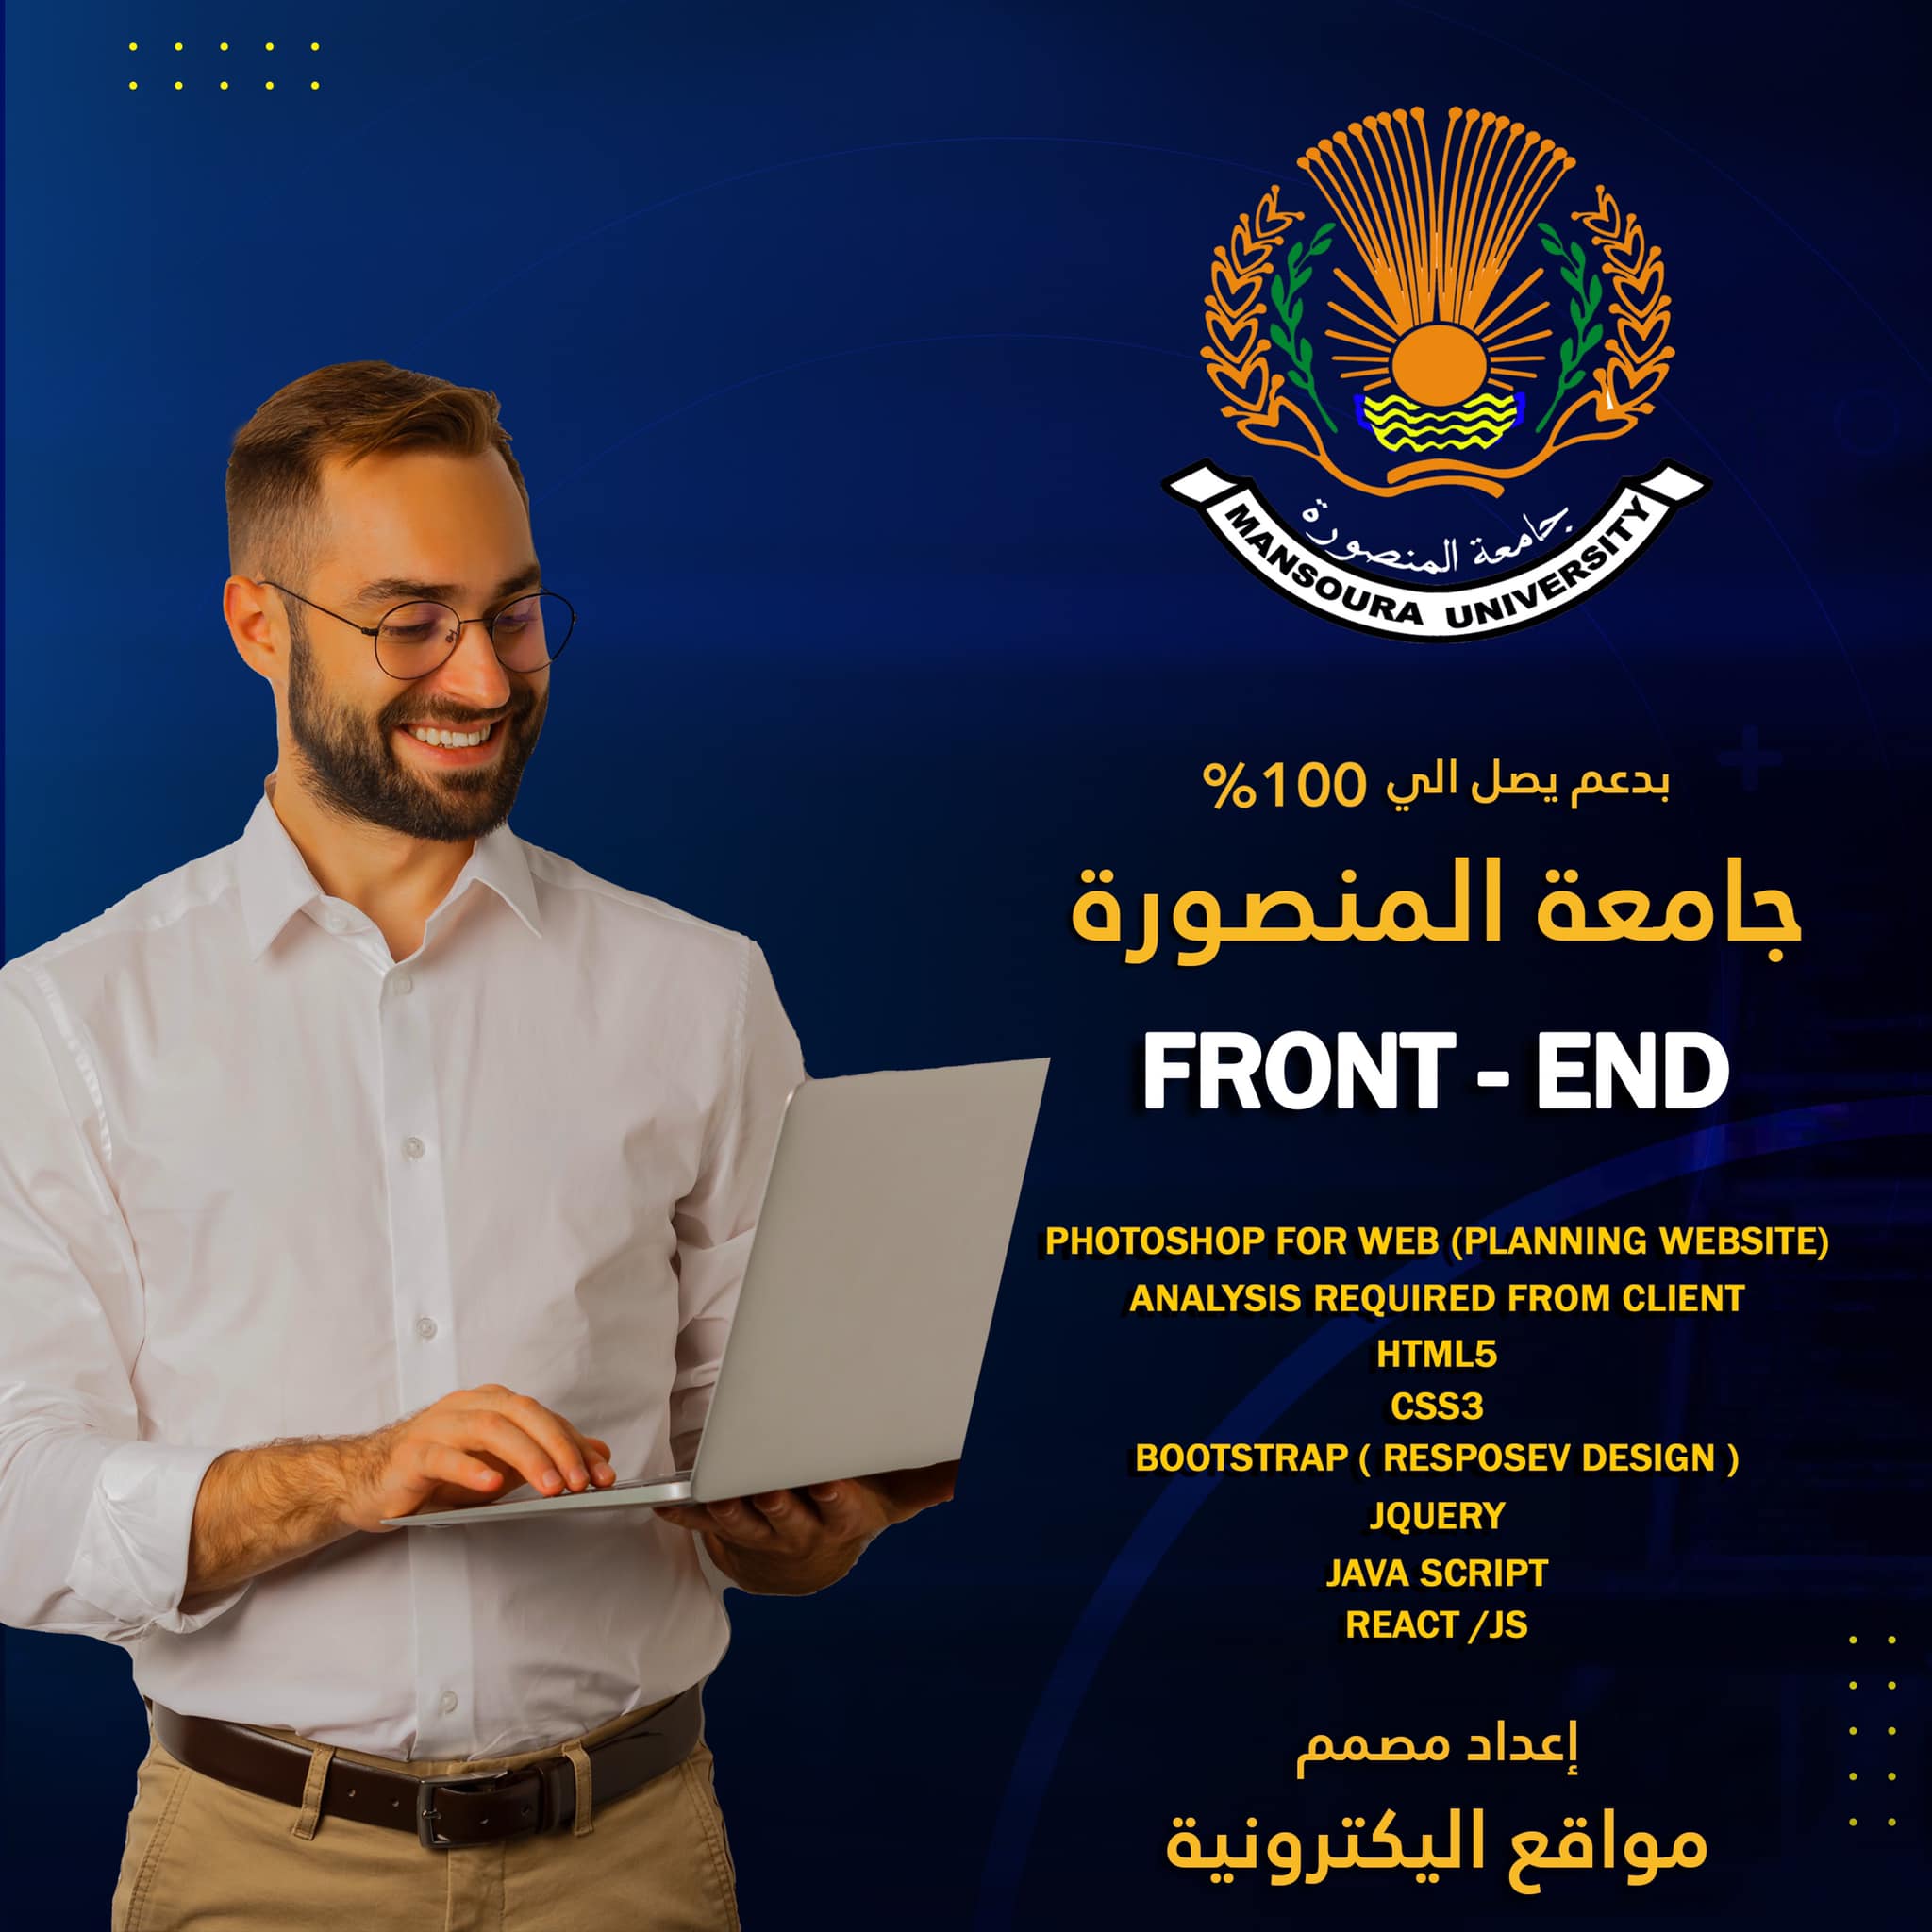 جامعة المنصورة
MANSOURA UNIVERSITY
بدعم يصل الي 100%
جامعة المنصورة
FRONT - END
PHOTOSHOP FOR WEB (PLANNING WEBSITE)
ANALYSIS REQUIRED FROM CLIENT
HTML5
CSS3
BOOTSTRAP ( RESPOSEV DESIGN )
JQUERY
JAVA SCRIPT
REACT /JS
إعداد مصمم
مواقع اليكترونية